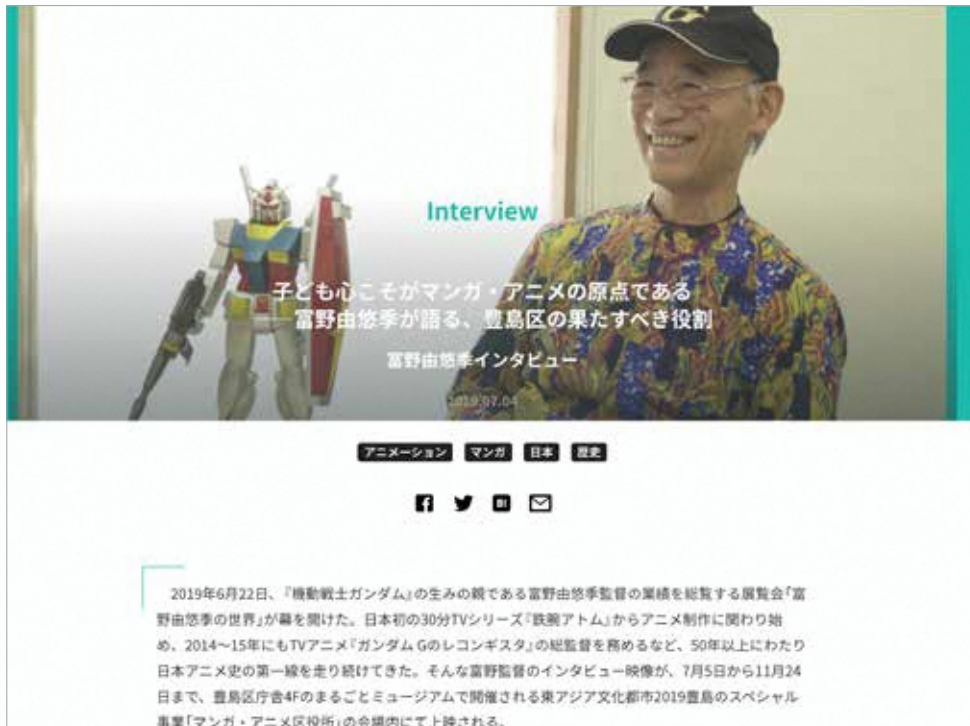 G
Interview
子ども心こそがマンガ・アニメの原点である
富野由悠季が語る、豊島区の果たすべき役割
富野由悠季インタビュー
2019.07.04
アニメーション マンガ 日本 歴史
B!
2019年6月22日、『機動戦士ガンダム』の生みの親である富野由悠季監督の業績を総覧する展覧会「富
野由悠季の世界」が幕を開けた。日本初の30分TVシリーズ『鉄腕アトム』からアニメ制作に関わり始
め、2014～15年にもTVアニメ『ガンダム Gのレコンギスタ』の総監督を務めるなど、50年以上にわたり
日本アニメ史の第一線を走り続けてきた。そんな富野監督のインタビュー映像が、7月5日から11月24
日まで、豊島区庁舎4Fのまるごとミュージアムで開催される東アジア文化都市2019豊島のスペシャル
事業「マンガ・アニメ区役所」の会場内にて上映される。